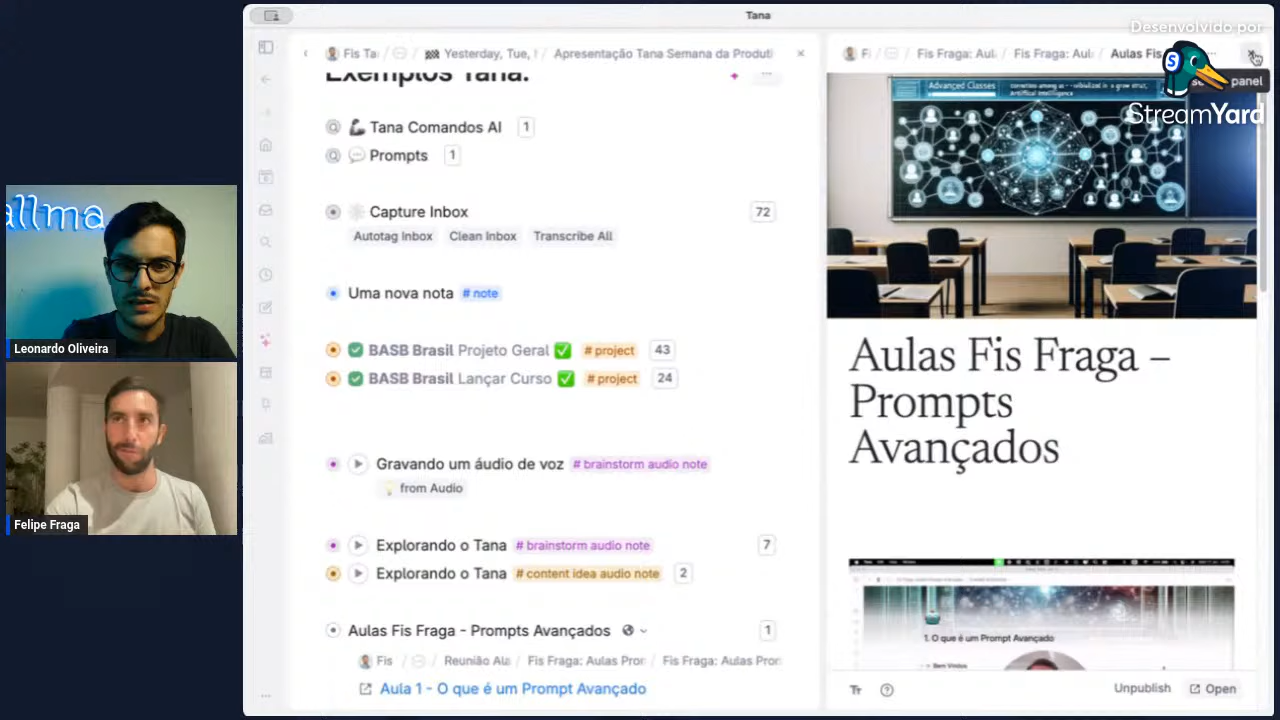 Tana
Desenvolvido por
StreamYard
Fis Ta
Yesterday, Tue,
Apresentação Tana Semana da Produti
Fis Fraga: Aul
Fis Fraga: Aul
Aulas Fis
panel
Exemplos Tana:
Tana Comandos AI 1
Prompts 1
Capture Inbox 72
Autotag Inbox Clean Inbox Transcribe All
Uma nova nota # note
BASB Brasil Projeto Geral # project 43
BASB Brasil Lançar Curso # project 24
Gravando um áudio de voz # brainstorm audio note
from Audio
Explorando o Tana # brainstorm audio note 7
Explorando o Tana # content idea audio note 2
Aulas Fis Fraga - Prompts Avançados 1
Fis / Reunião Ala / Fis Fraga: Aulas Pron / Fis Fraga: Aulas Pron
Aula 1 - O que é um Prompt Avançado
Advanced Classes
Aulas Fis Fraga –
Prompts
Avançados
1. O que é um Prompt Avançado
Bem Vindos
Tr
Unpublish
Open
allma
Leonardo Oliveira
Felipe Fraga